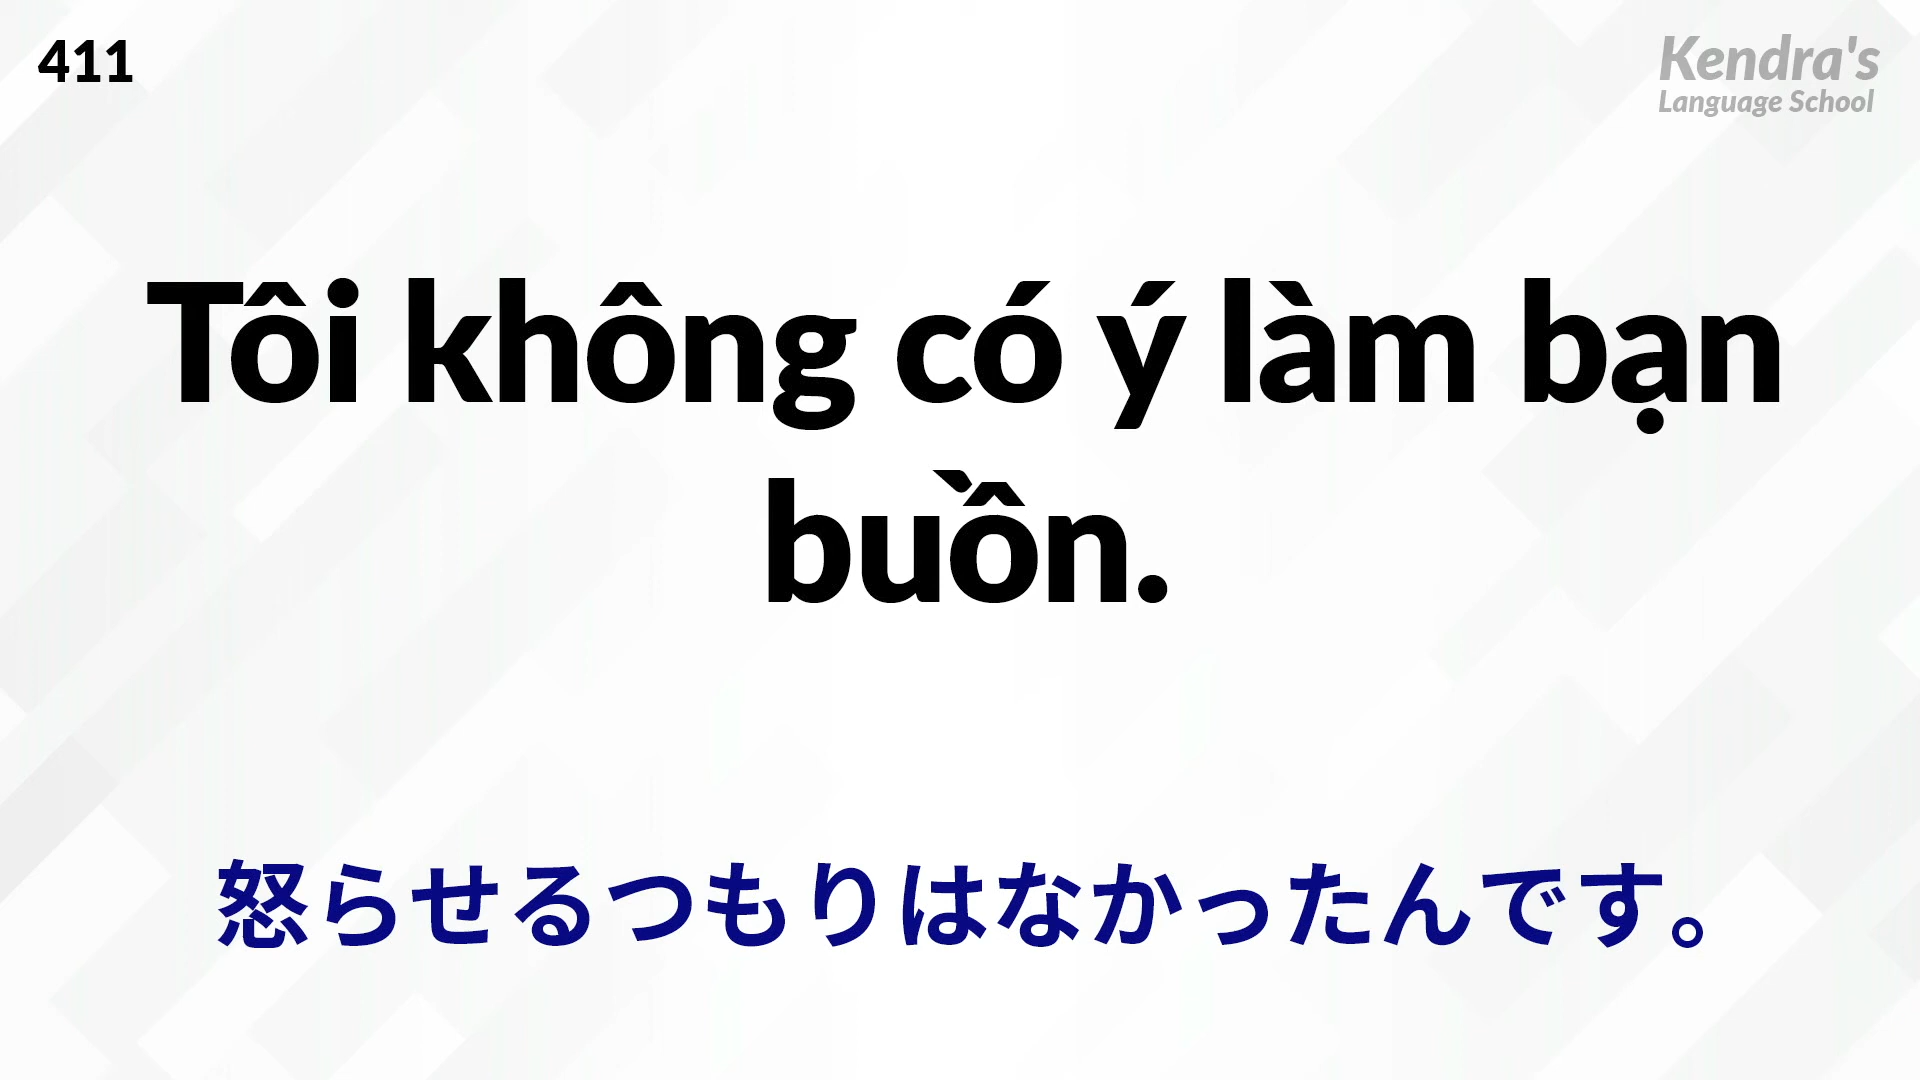 411
Kendra's
Language School
Tôi không có ý làm bạn
buồn.
怒らせるつもりはなかったんです。